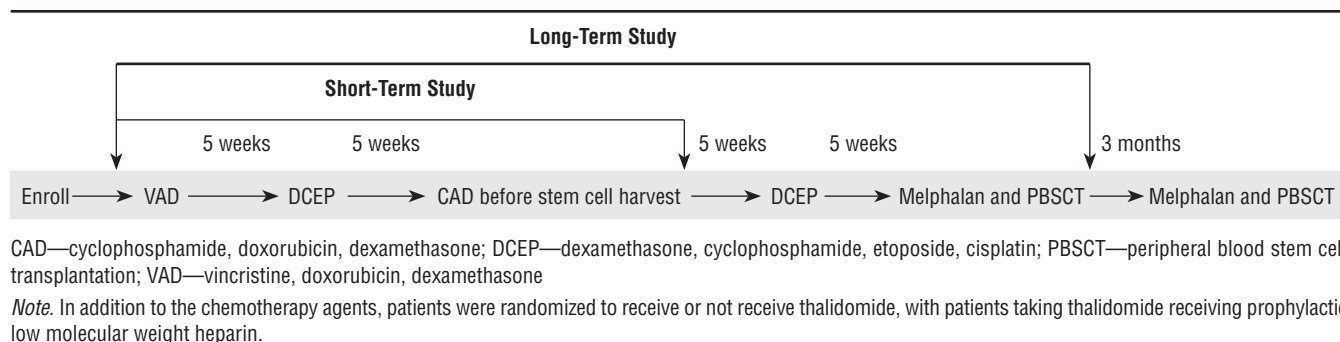 Long-Term Study
Short-Term Study
5 weeks 5 weeks 5 weeks 5 weeks 3 months
Enroll VAD DCEP CAD before stem cell harvest DCEP Melphalan and PBSCT Melphalan and PBSCT
CAD—cyclophosphamide, doxorubicin, dexamethasone; DCEP—dexamethasone, cyclophosphamide, etoposide, cisplatin; PBSCT—peripheral blood stem cel
transplantation; VAD—vincristine, doxorubicin, dexamethasone
Note. In addition to the chemotherapy agents, patients were randomized to receive or not receive thalidomide, with patients taking thalidomide receiving prophylacti
low molecular weight heparin.